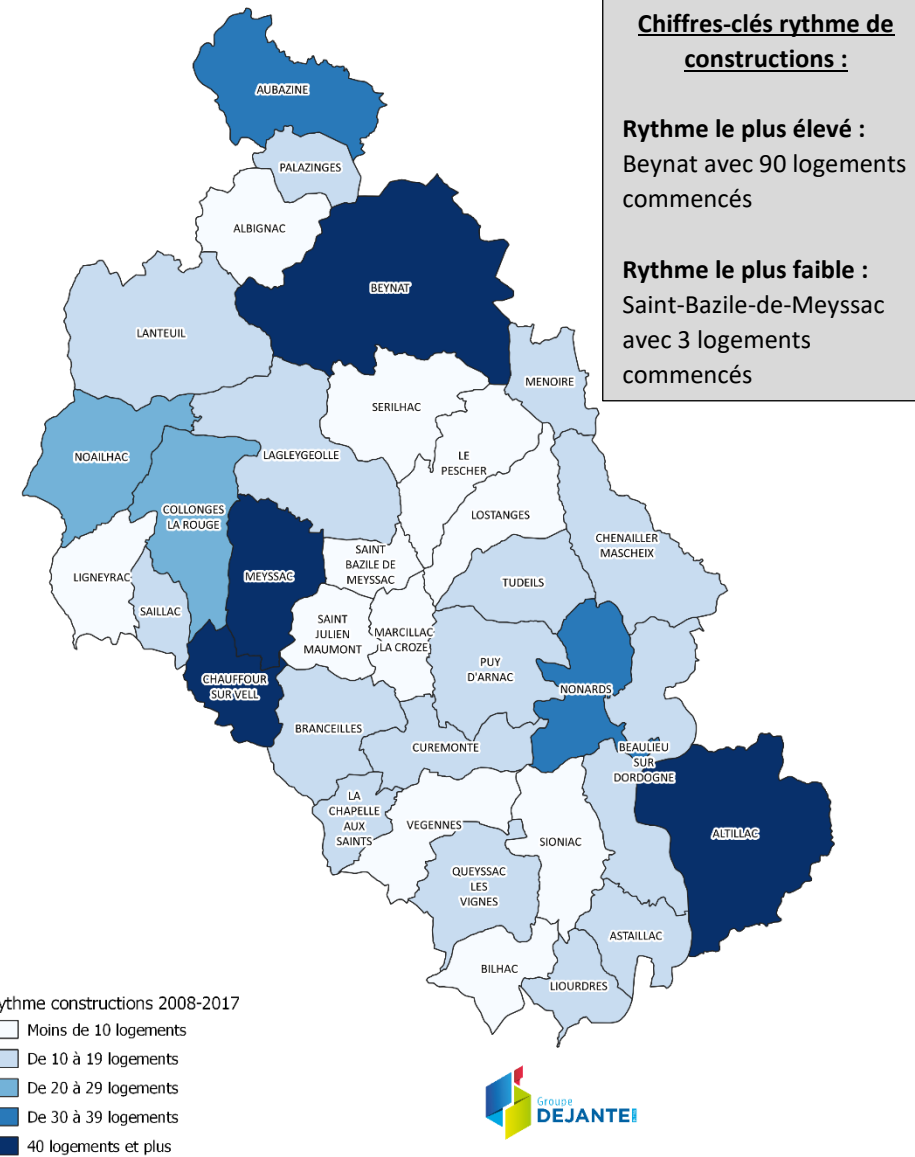 Chiffres-clés rythme de
constructions :
Rythme le plus élevé :
Beynat avec 90 logements
commencés
Rythme le plus faible :
Saint-Bazile-de-Meyssac
avec 3 logements
commencés
AUBAZINE
PALAZINGES
ALBIGNAC
BEYNAT
LANTEUIL
MENOIRE
SERILHAC
NOAILHAC
LAGLEYGEOLLE
LE
PESCHER
COLLONGES
LA ROUGE
LOSTANGES
CHENAILLER
MASCHEIX
LIGNEYRAC
MEYSSAC
SAINT
BAZILE DE
MEYSSAC
TUDEILS
SAILLAC
SAINT
JULIEN
MAUMONT
MARCILLAC
LA CROZE
PUY
D'ARNAC
NONARDS
CHAUFFOUR
SUR VELL
BRANCEILLES
CUREMONTE
BEAULIEU
SUR
DORDOGNE
LA
CHAPELLE
AUX
SAINTS
VEGENNES
SIONIAC
ALTILLAC
QUEYSSAC
LES
VIGNES
ASTAILLAC
BILHAC
LIOURDRES
ythme constructions 2008-2017
Moins de 10 logements
De 10 à 19 logements
De 20 à 29 logements
De 30 à 39 logements
40 logements et plus
Groupe
DEJANTE